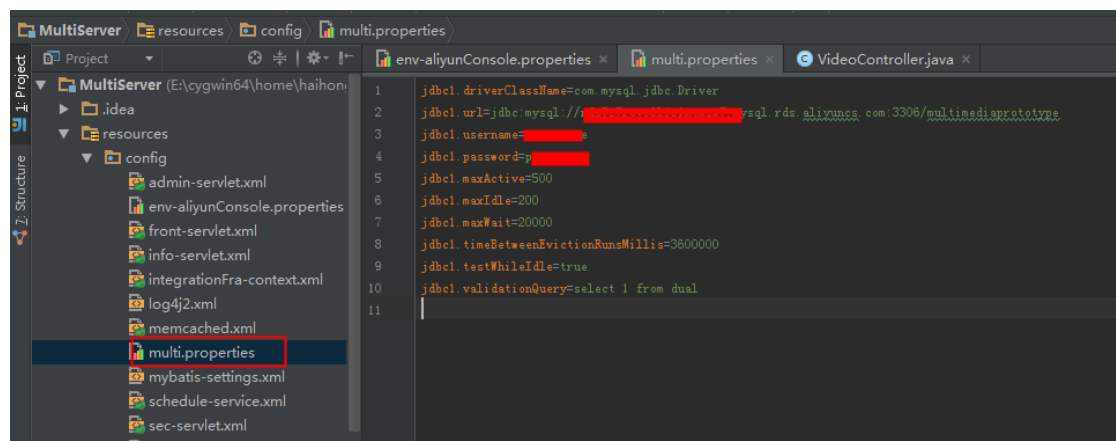 MultiServer resources config multi.properties
Project
env-aliyunConsole.properties multi.properties VideoController.java
1: Project
7: Structure
MultiServer (E:\cygwin64\home\haihong
.idea
resources
config
admin-servlet.xml
env-aliyunConsole.properties
front-servlet.xml
info-servlet.xml
integrationFra-context.xml
log4j2.xml
memcached.xml
multi.properties
mybatis-settings.xml
schedule-service.xml
sec-servlet.xml
1 jdbc1.driverClassName=com.mysql.jdbc.Driver
2 jdbc1.url=jdbc:mysql:// ysql.rds.aliyuncs.com:3306/multimediaprototype
3 jdbc1.username= e
4 jdbc1.password=p
5 jdbc1.maxActive=500
6 jdbc1.maxIdle=200
7 jdbc1.maxWait=20000
8 jdbc1.timeBetweenEvictionRunsMillis=3600000
9 jdbc1.testWhileIdle=true
10 jdbc1.validationQuery=select 1 from dual
11